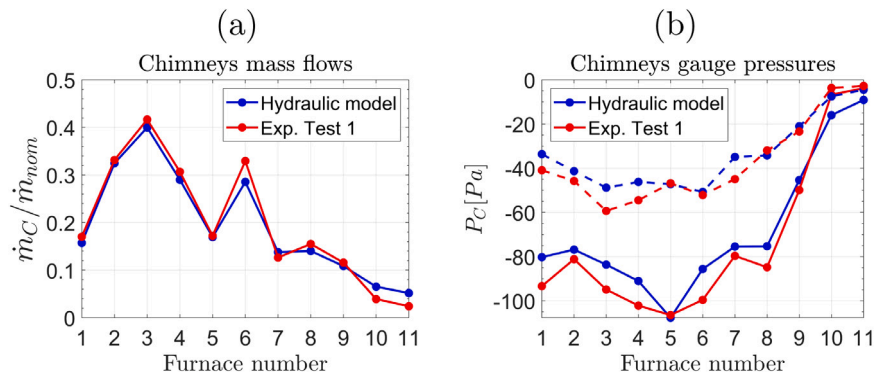 (a)
Chimneys mass flows
ṁ_C/ṁ_nom
0.5
0.4
0.3
0.2
0.1
0
Hydraulic model
Exp. Test 1
1 2 3 4 5 6 7 8 9 10 11
Furnace number
(b)
Chimneys gauge pressures
P_C[Pa]
0
-20
-40
-60
-80
-100
Hydraulic model
Exp. Test 1
1 2 3 4 5 6 7 8 9 10 11
Furnace number